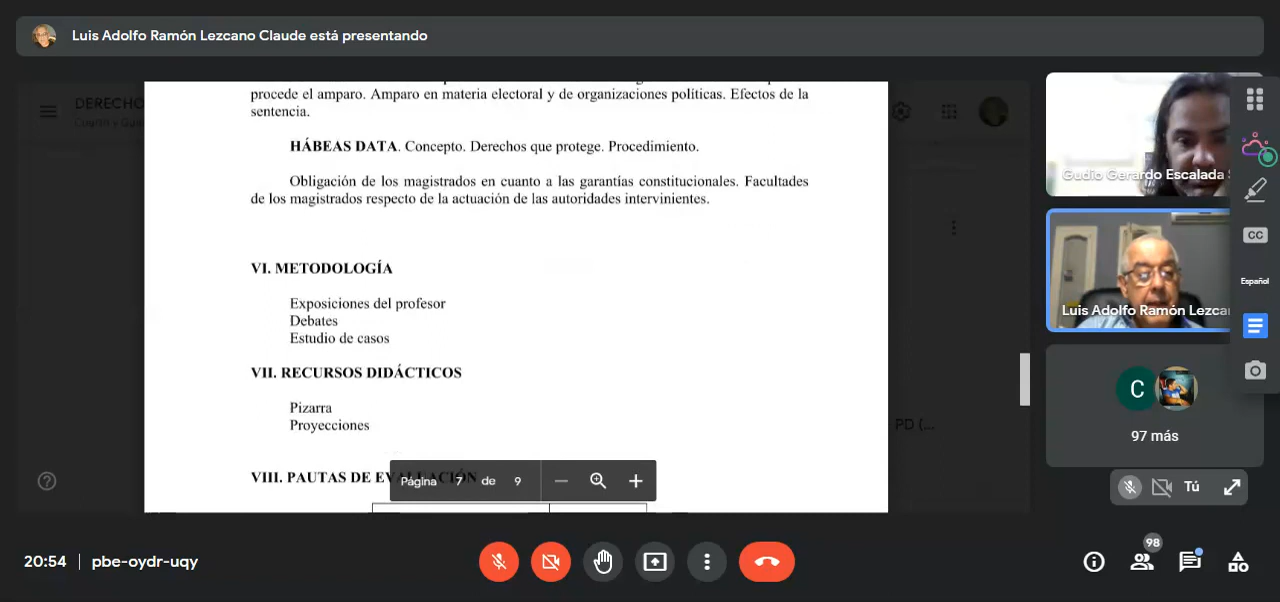 Luis Adolfo Ramón Lezcano Claude está presentando
DERECHO
procede el amparo. Amparo en materia electoral y de organizaciones políticas. Efectos de la
sentencia.
HÁBEAS DATA. Concepto. Derechos que protege. Procedimiento.
Obligación de los magistrados en cuanto a las garantías constitucionales. Facultades
de los magistrados respecto de la actuación de las autoridades intervinientes.
VI. METODOLOGÍA
Exposiciones del profesor
Debates
Estudio de casos
VII. RECURSOS DIDÁCTICOS
Pizarra
Proyecciones
VIII. PAUTAS DE EVALUACIÓN
Página 7 de 9
PD (...
Gudio Gerardo Escalada
CC
Español
Luis Adolfo Ramón Lezca
C
97 más
Tú
20:54 | pbe-oydr-uqy
98